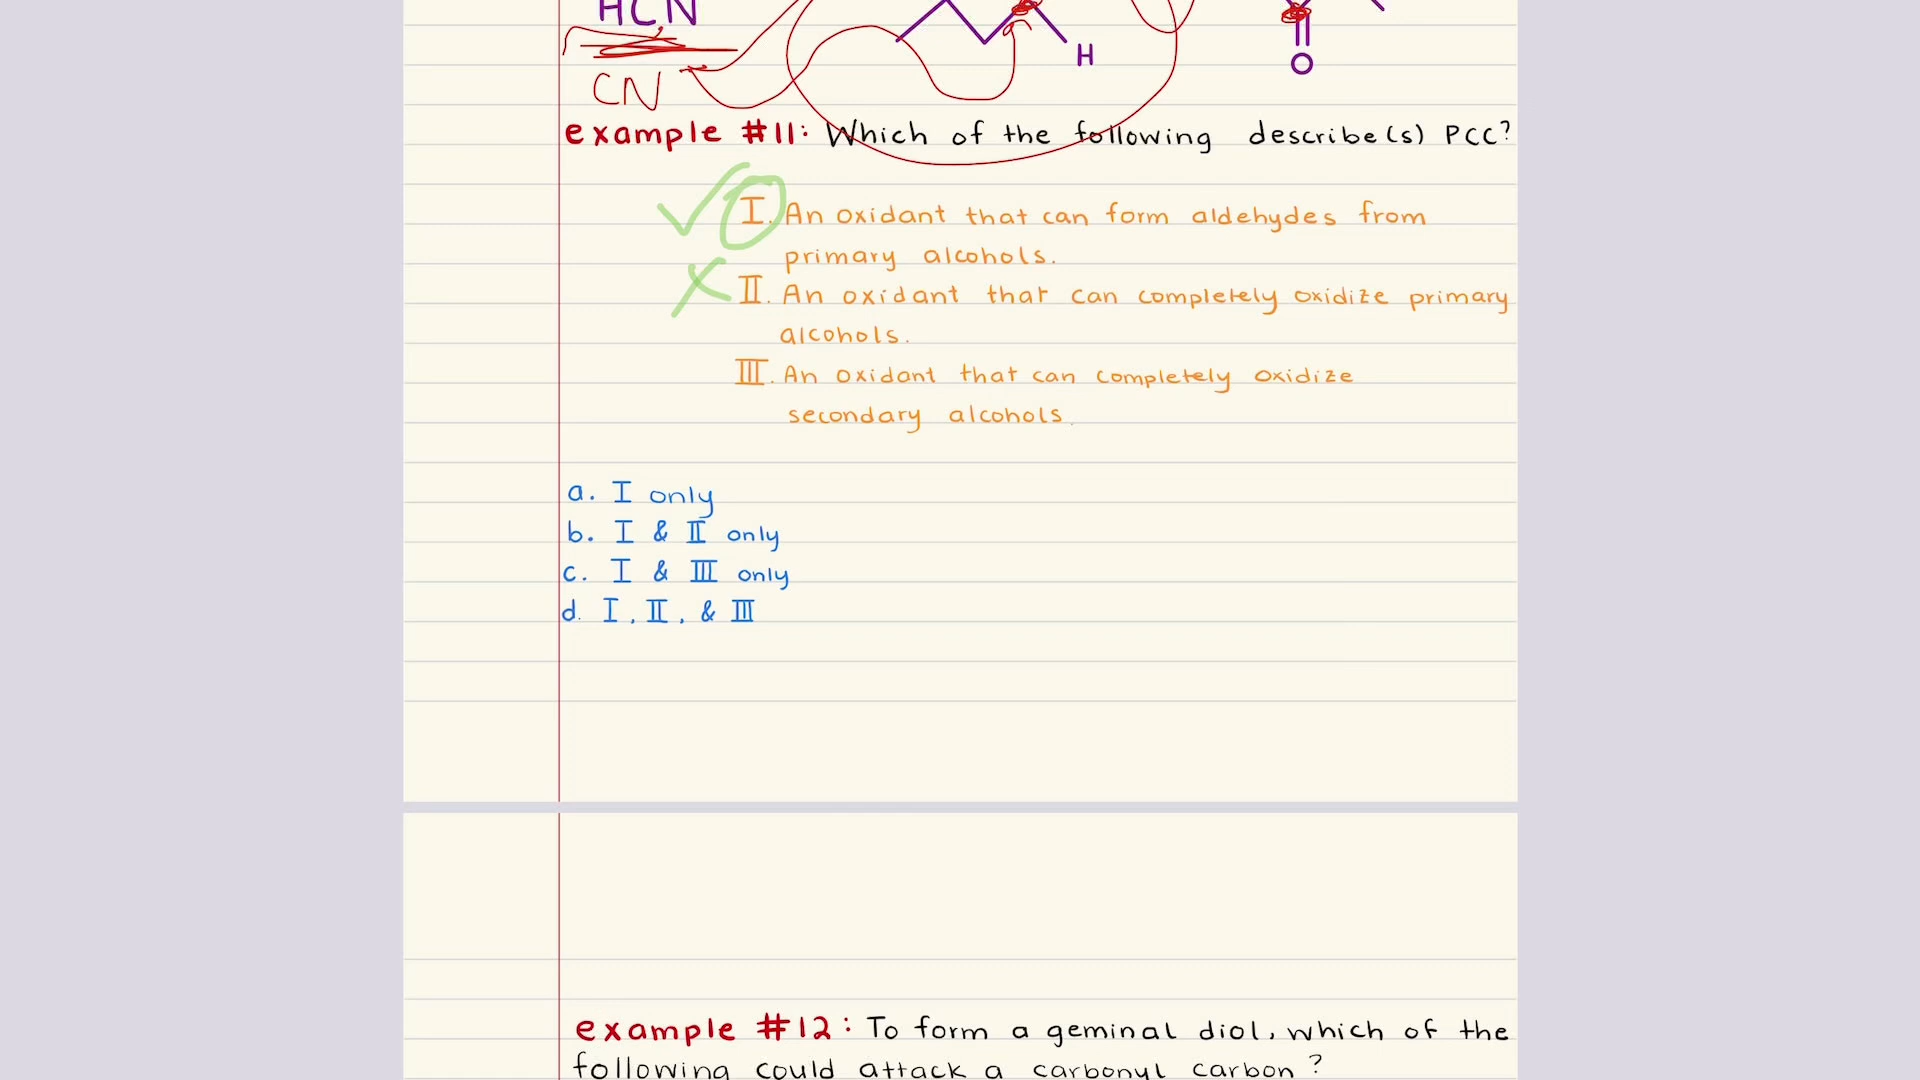 HCN
CN
H
O
example #11: Which of the following describe(s) PCC?
I. An oxidant that can form aldehydes from
primary alcohols.
II. An oxidant that can completely oxidize primary
alcohols.
III. An oxidant that can completely oxidize
secondary alcohols.
a. I only
b. I & II only
c. I & III only
d. I, II, & III
example #12: To form a geminal diol, which of the
following could attack a carbonyl carbon?